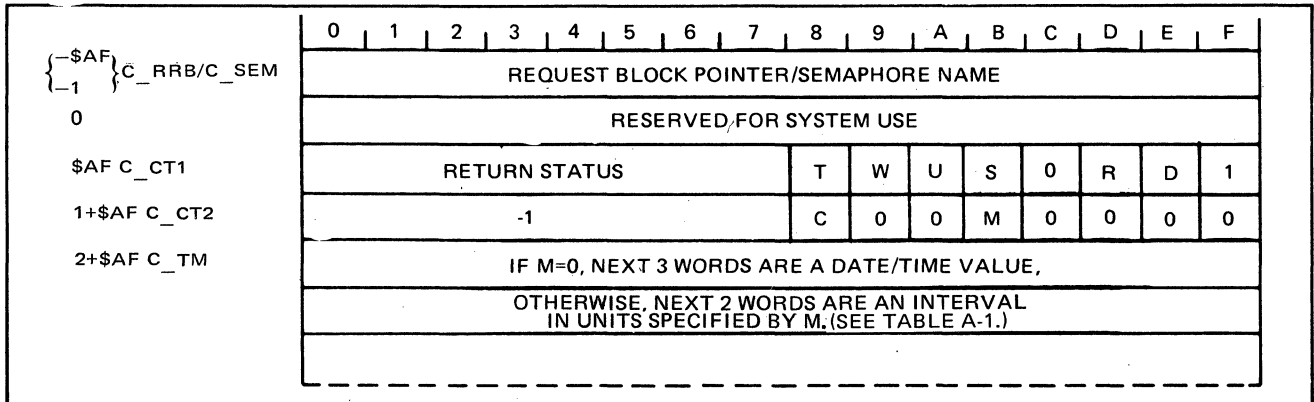 0 1 2 3 4 5 6 7 8 9 A B C D E F
{−$AF −1} C_RRB/C_SEM REQUEST BLOCK POINTER/SEMAPHORE NAME
0 RESERVED FOR SYSTEM USE
$AF C_CT1 RETURN STATUS T W U S 0 R D 1
1+$AF C_CT2 -1 C 0 0 M 0 0 0 0
2+$AF C_TM IF M=0, NEXT 3 WORDS ARE A DATE/TIME VALUE,
OTHERWISE, NEXT 2 WORDS ARE AN INTERVAL
IN UNITS SPECIFIED BY M. (SEE TABLE A-1.)